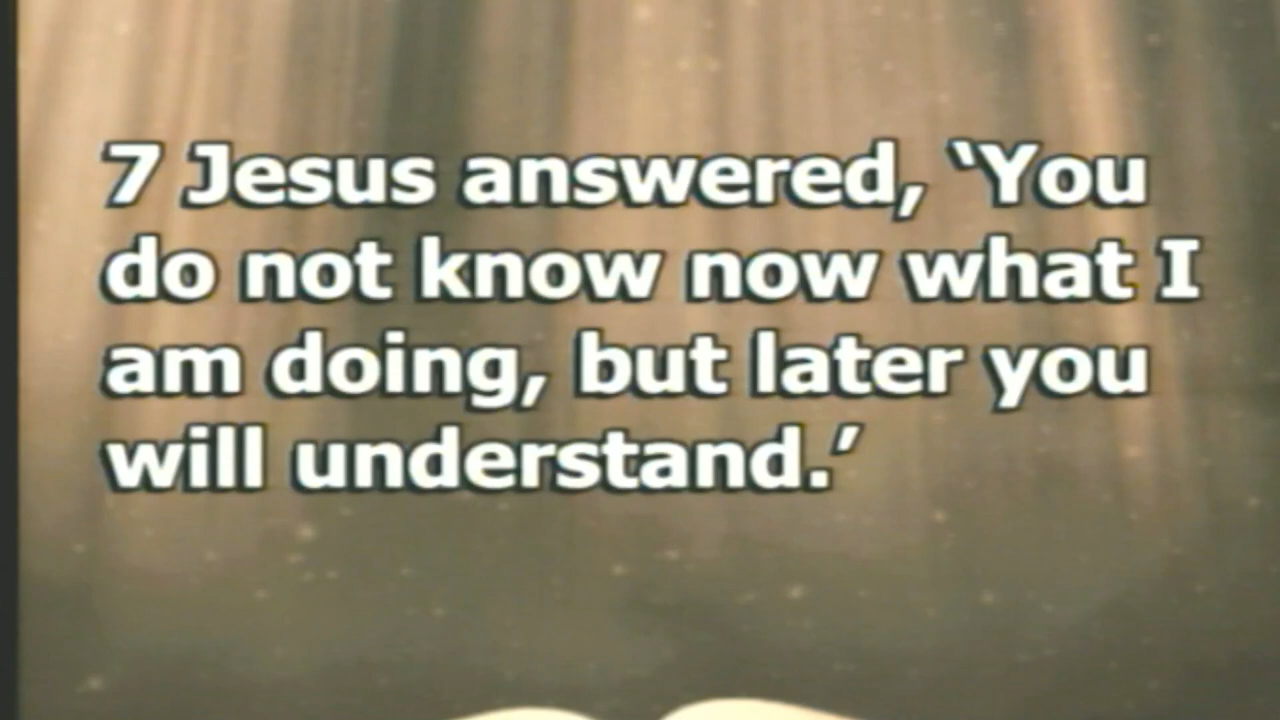 7 Jesus answered, ‘You
do not know now what I
am doing, but later you
will understand.’